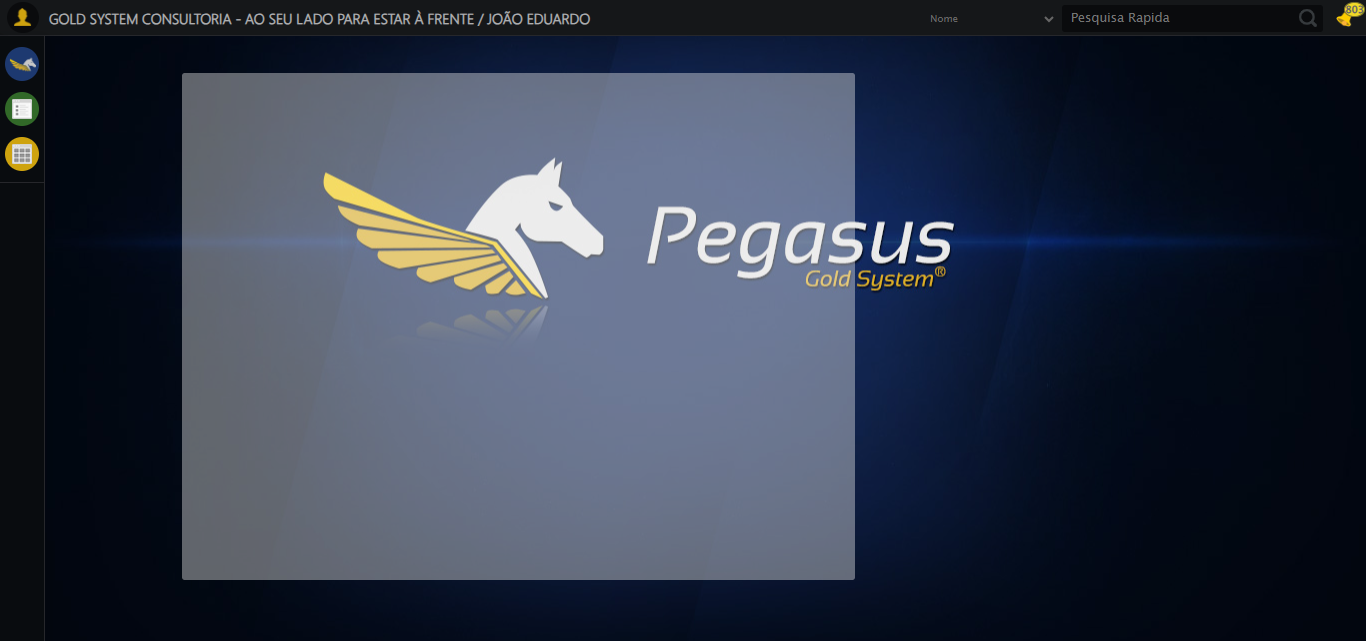 GOLD SYSTEM CONSULTORIA - AO SEU LADO PARA ESTAR À FRENTE / JOÃO EDUARDO
Nome
Pesquisa Rapida
803
Pegasus
Gold System®